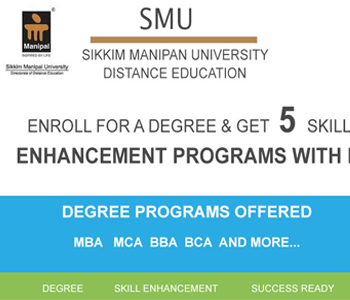 SMU
Manipal
INSPIRED BY LIFE
Sikkim Manipal University
Directorate of Distance Education
SIKKIM MANIPAN UNIVERSITY
DISTANCE EDUCATION
ENROLL FOR A DEGREE & GET 5 SKILL
ENHANCEMENT PROGRAMS WITH
DEGREE PROGRAMS OFFERED
MBA MCA BBA BCA AND MORE...
DEGREE SKILL ENHANCEMENT SUCCESS READY